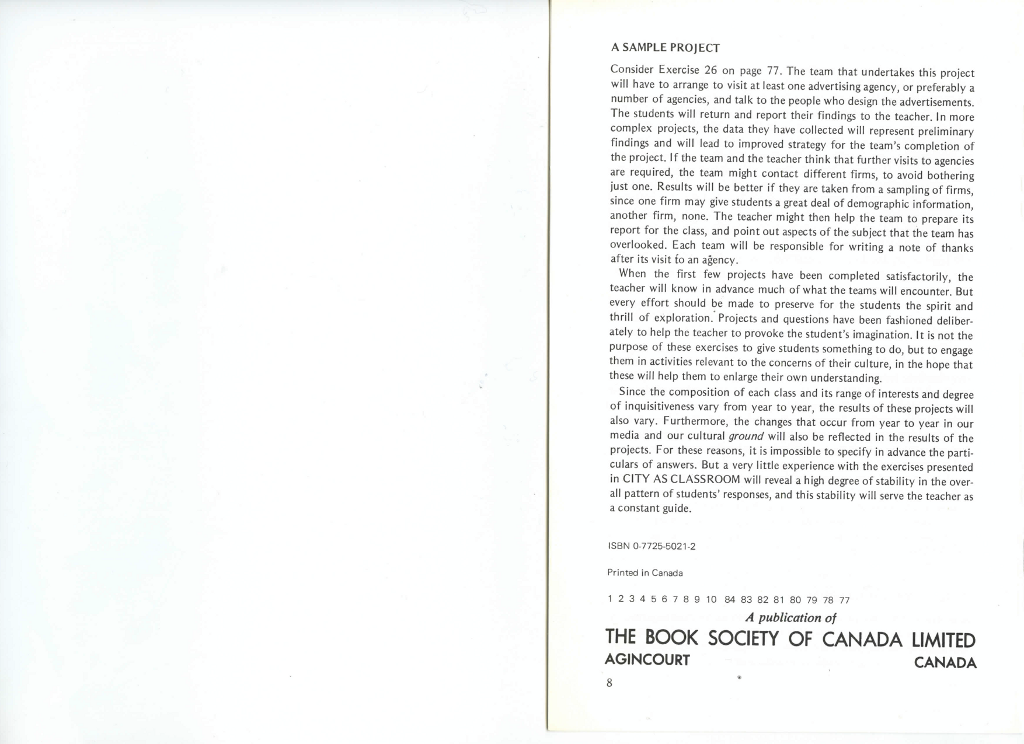 A SAMPLE PROJECT
Consider Exercise 26 on page 77. The team that undertakes this project
will have to arrange to visit at least one advertising agency, or preferably a
number of agencies, and talk to the people who design the advertisements.
The students will return and report their findings to the teacher. In more
complex projects, the data they have collected will represent preliminary
findings and will lead to improved strategy for the team's completion of
the project. If the team and the teacher think that further visits to agencies
are required, the team might contact different firms, to avoid bothering
just one. Results will be better if they are taken from a sampling of firms,
since one firm may give students a great deal of demographic information,
another firm, none. The teacher might then help the team to prepare its
report for the class, and point out aspects of the subject that the team has
overlooked. Each team will be responsible for writing a note of thanks
after its visit to an agency.
When the first few projects have been completed satisfactorily, the
teacher will know in advance much of what the teams will encounter. But
every effort should be made to preserve for the students the spirit and
thrill of exploration. Projects and questions have been fashioned deliber-
ately to help the teacher to provoke the student's imagination. It is not the
purpose of these exercises to give students something to do, but to engage
them in activities relevant to the concerns of their culture, in the hope that
these will help them to enlarge their own understanding.
Since the composition of each class and its range of interests and degree
of inquisitiveness vary from year to year, the results of these projects will
also vary. Furthermore, the changes that occur from year to year in our
media and our cultural ground will also be reflected in the results of the
projects. For these reasons, it is impossible to specify in advance the parti-
culars of answers. But a very little experience with the exercises presented
in CITY AS CLASSROOM will reveal a high degree of stability in the over-
all pattern of students' responses, and this stability will serve the teacher as
a constant guide.
ISBN 0-7725-5021-2
Printed in Canada
1 2 3 4 5 6 7 8 9 10 84 83 82 81 80 79 78 77
A publication of
THE BOOK SOCIETY OF CANADA LIMITED
AGINCOURT CANADA
8